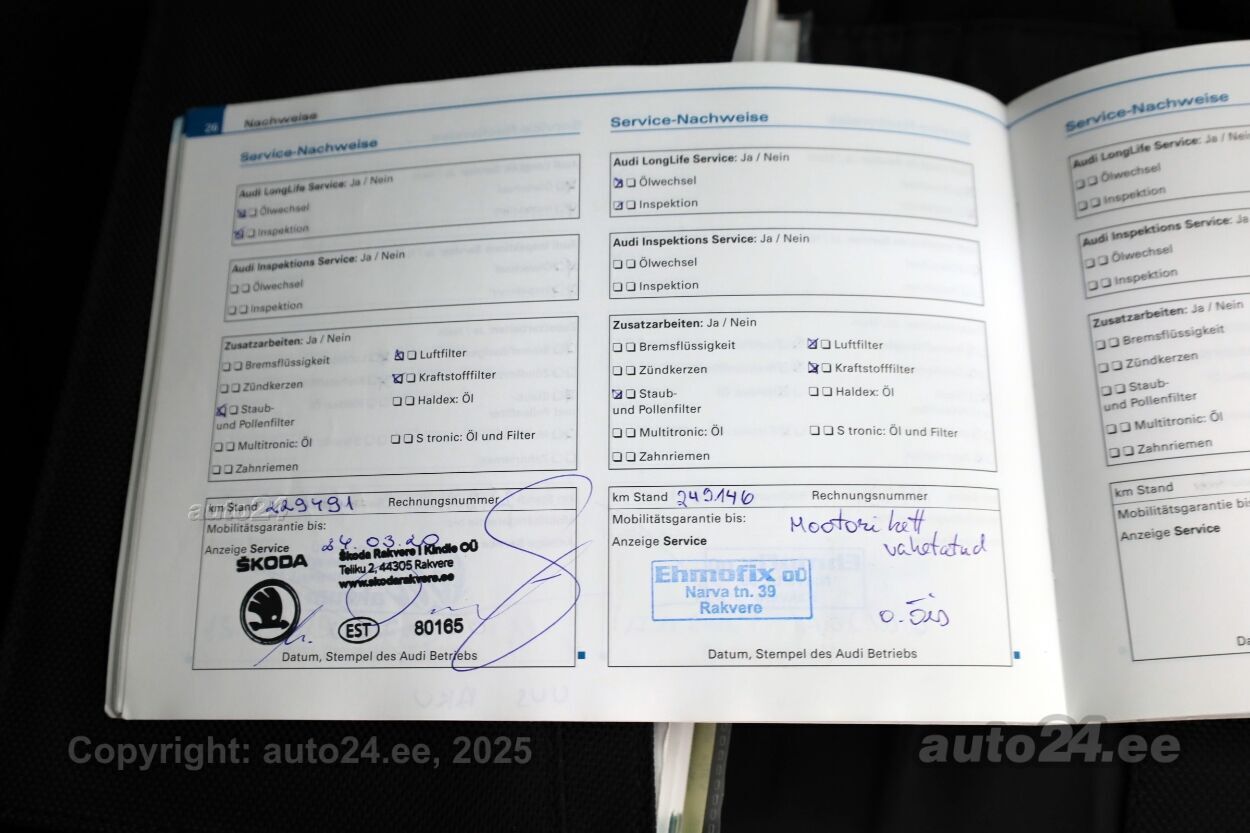 26 Nachweise
Service-Nachweise
Audi LongLife Service: Ja / Nein
Ölwechsel
Inspektion
Audi Inspektions Service: Ja / Nein
Ölwechsel
Inspektion
Zusatzarbeiten: Ja / Nein
Bremsflüssigkeit
Luftfilter
Zündkerzen
Kraftstofffilter
Staub-
und Pollenfilter
Haldex: Öl
Multitronic: Öl
S tronic: Öl und Filter
Zahnriemen
km Stand 229491 Rechnungsnummer
Mobilitätsgarantie bis:
24.03.20
Anzeige Service
ŠKODA
Škoda Rakvere I Kindle OÜ
Teliku 2, 44305 Rakvere
www.skodarakvere.ee
EST 80165
Datum, Stempel des Audi Betriebs
Service-Nachweise
Audi LongLife Service: Ja / Nein
Ölwechsel
Inspektion
Audi Inspektions Service: Ja / Nein
Ölwechsel
Inspektion
Zusatzarbeiten: Ja / Nein
Bremsflüssigkeit
Luftfilter
Zündkerzen
Kraftstofffilter
Staub-
und Pollenfilter
Haldex: Öl
Multitronic: Öl
S tronic: Öl und Filter
Zahnriemen
km Stand 249146 Rechnungsnummer
Mobilitätsgarantie bis:
Mootori kett
vahetatud
Anzeige Service
Ehmofix OÜ
Narva tn. 39
Rakvere
Datum, Stempel des Audi Betriebs
Service-Nachweise
Audi LongLife Service: Ja / Nein
Ölwechsel
Inspektion
Audi Inspektions Service: Ja
Ölwechsel
Inspektion
Zusatzarbeiten: Ja / Nein
Bremsflüssigkeit
Zündkerzen
Staub-
und Pollenfilter
Multitronic: Öl
Zahnriemen
km Stand
Mobilitätsgarantie bis
Anzeige Service
auto24
Copyright: auto24.ee, 2025
auto24.ee